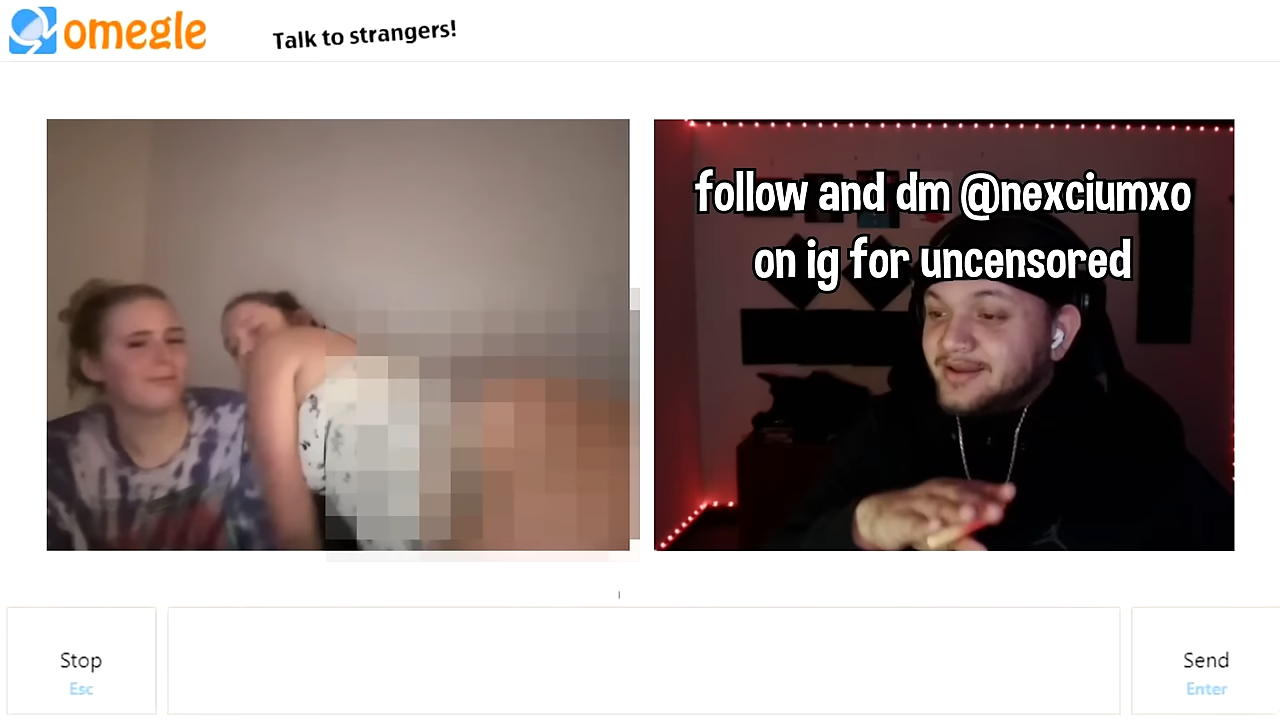 omegle
Talk to strangers!
follow and dm @nexciumxo
on ig for uncensored
Stop
Esc
Send
Enter